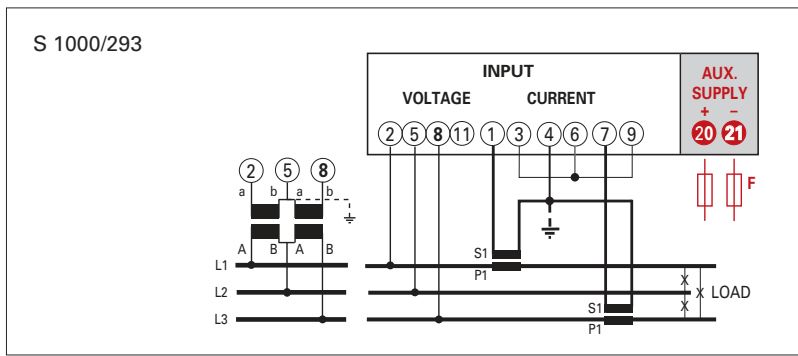 S 1000/293
INPUT
AUX.
SUPPLY
VOLTAGE CURRENT
+ −
2 5 8 11 1 3 4 6 7 9 20 21
2 5 8
a b a b
F
A B A B
S1
P1
L1
L2
X
X LOAD
X
S1
L3
P1